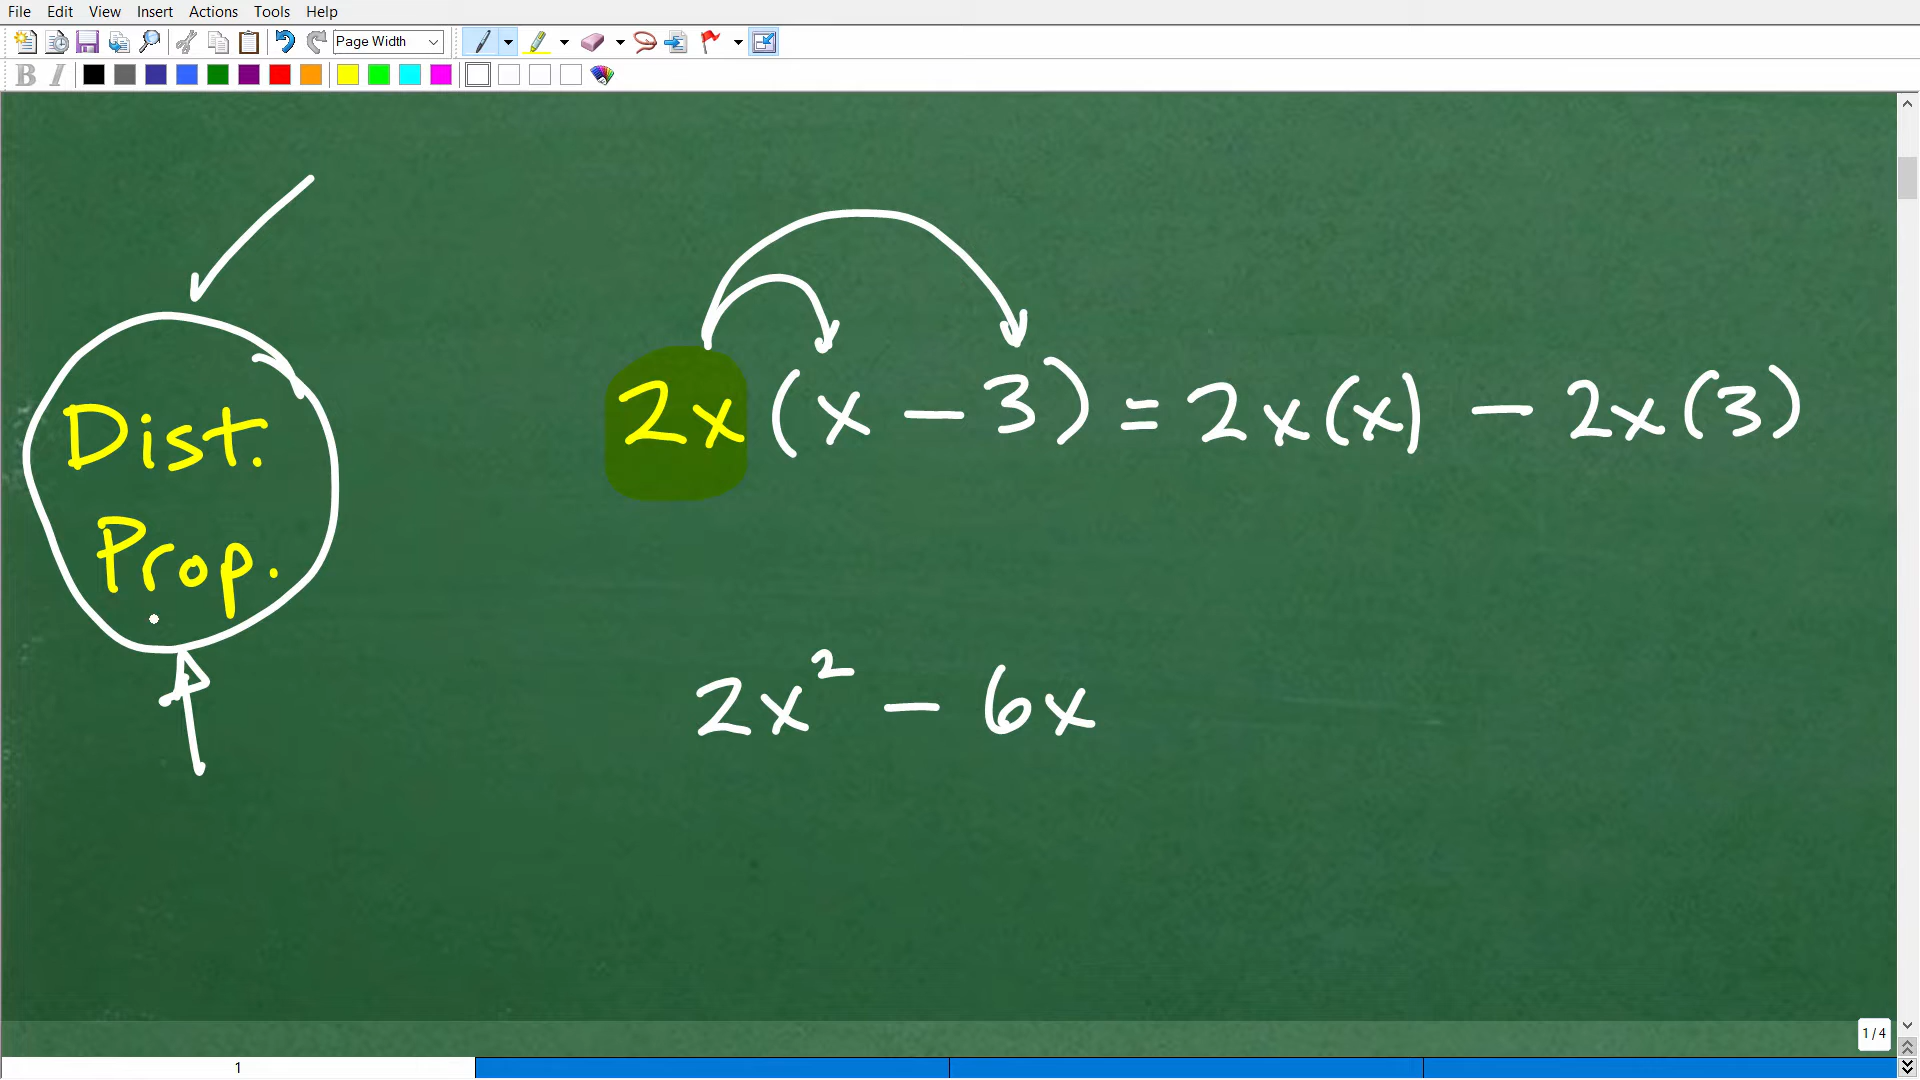 File Edit View Insert Actions Tools Help
Page Width
B I
Dist.
Prop.
2x(x - 3) = 2x(x) - 2x(3)
2x² - 6x
1 / 4
1